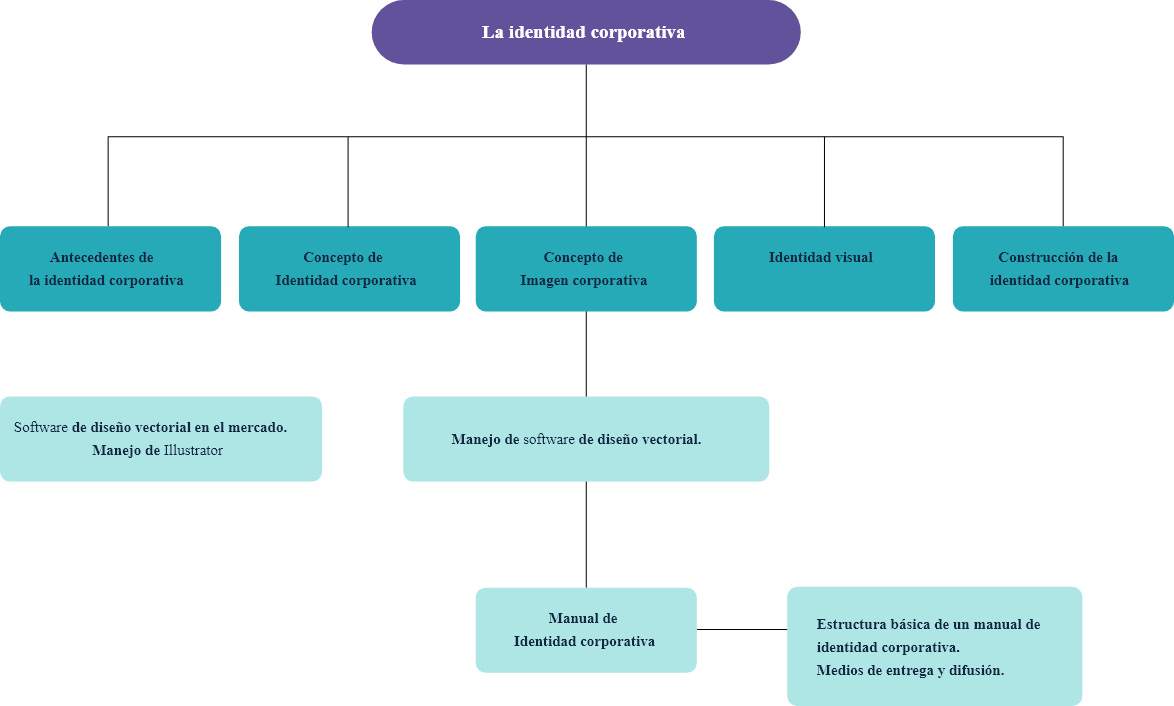 La identidad corporativa
Antecedentes de
la identidad corporativa
Concepto de
Identidad corporativa
Concepto de
Imagen corporativa
Identidad visual
Construcción de la
identidad corporativa
Software de diseño vectorial en el mercado.
Manejo de Illustrator
Manejo de software de diseño vectorial.
Manual de
Identidad corporativa
Estructura básica de un manual de
identidad corporativa.
Medios de entrega y difusión.